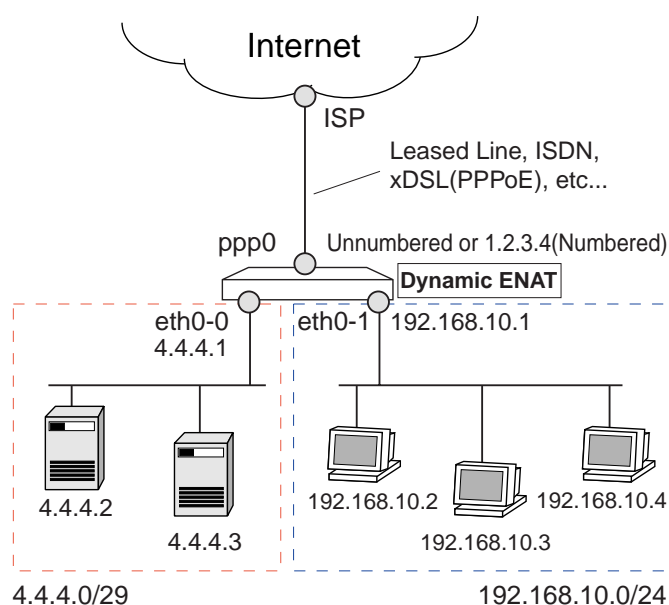 Internet
ISP
Leased Line, ISDN,
xDSL(PPPoE), etc...
ppp0
Unnumbered or 1.2.3.4(Numbered)
Dynamic ENAT
eth0-0
4.4.4.1
eth0-1
192.168.10.1
4.4.4.2
4.4.4.3
192.168.10.2
192.168.10.3
192.168.10.4
4.4.4.0/29
192.168.10.0/24